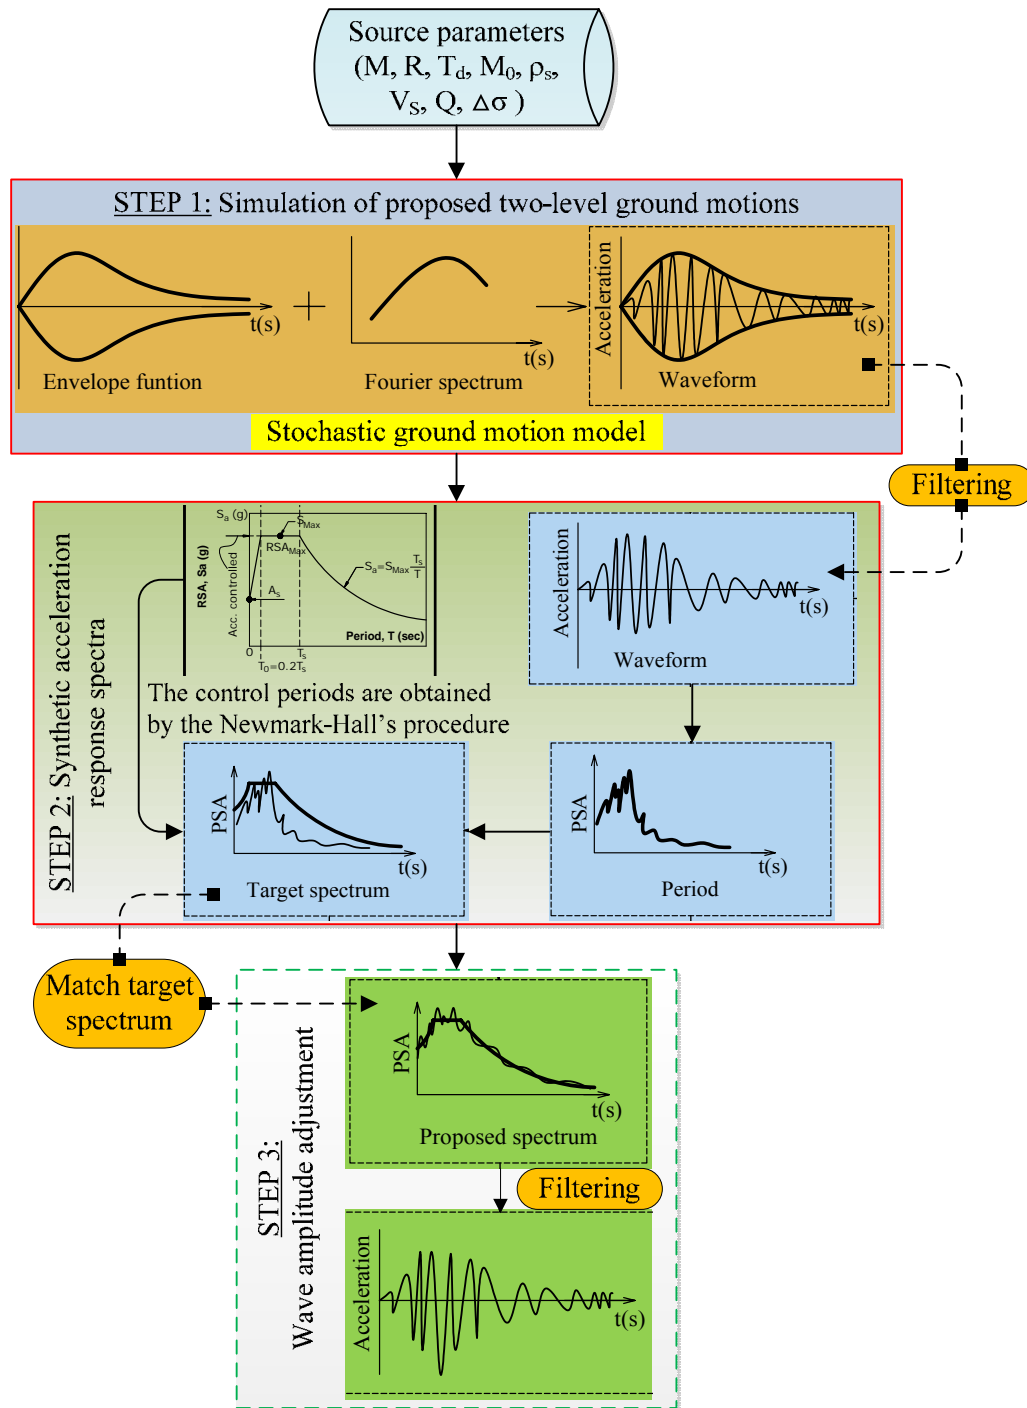 Source parameters
(M, R, Td, M0, ρs,
VS, Q, Δσ )
STEP 1: Simulation of proposed two-level ground motions
t(s)
Envelope funtion
+
t(s)
Fourier spectrum
Acceleration
t(s)
Waveform
Stochastic ground motion model
Filtering
Sa (g)
SMax
RSAMax
RSA, Sa (g)
Acc. controlled
Sa=SMax Ts/T
As
Period, T (sec)
0
Ts
T0=0.2Ts
The control periods are obtained
by the Newmark-Hall's procedure
Acceleration
t(s)
Waveform
STEP 2: Synthetic acceleration
response spectra
PSA
t(s)
Target spectrum
PSA
t(s)
Period
Match target
spectrum
STEP 3:
Wave amplitude adjustment
PSA
t(s)
Proposed spectrum
Filtering
Acceleration
t(s)